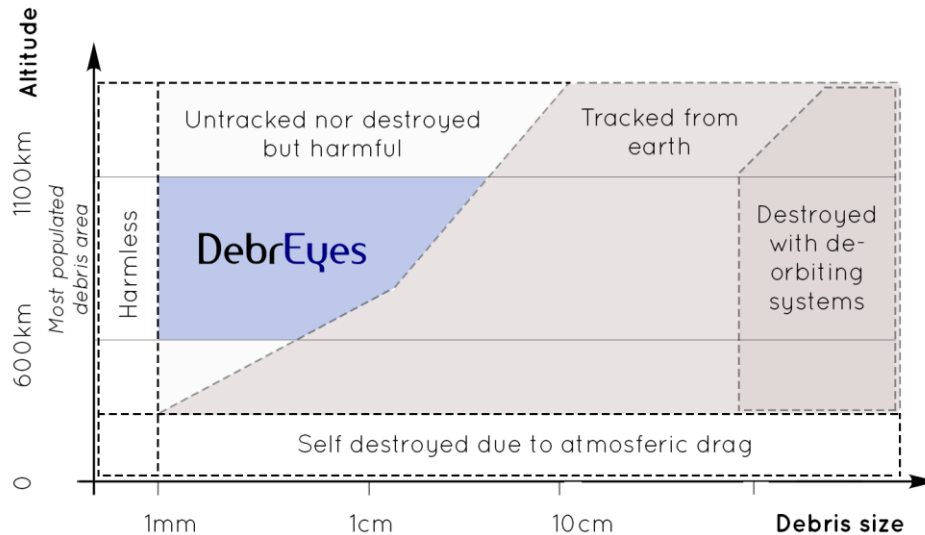 Altitude
1100km
600km
0
Most populated
debris area
Harmless
Untracked nor destroyed
but harmful
DebrEyes
Tracked from
earth
Destroyed
with de-
orbiting
systems
Self destroyed due to atmosferic drag
1mm
1cm
10cm
Debris size